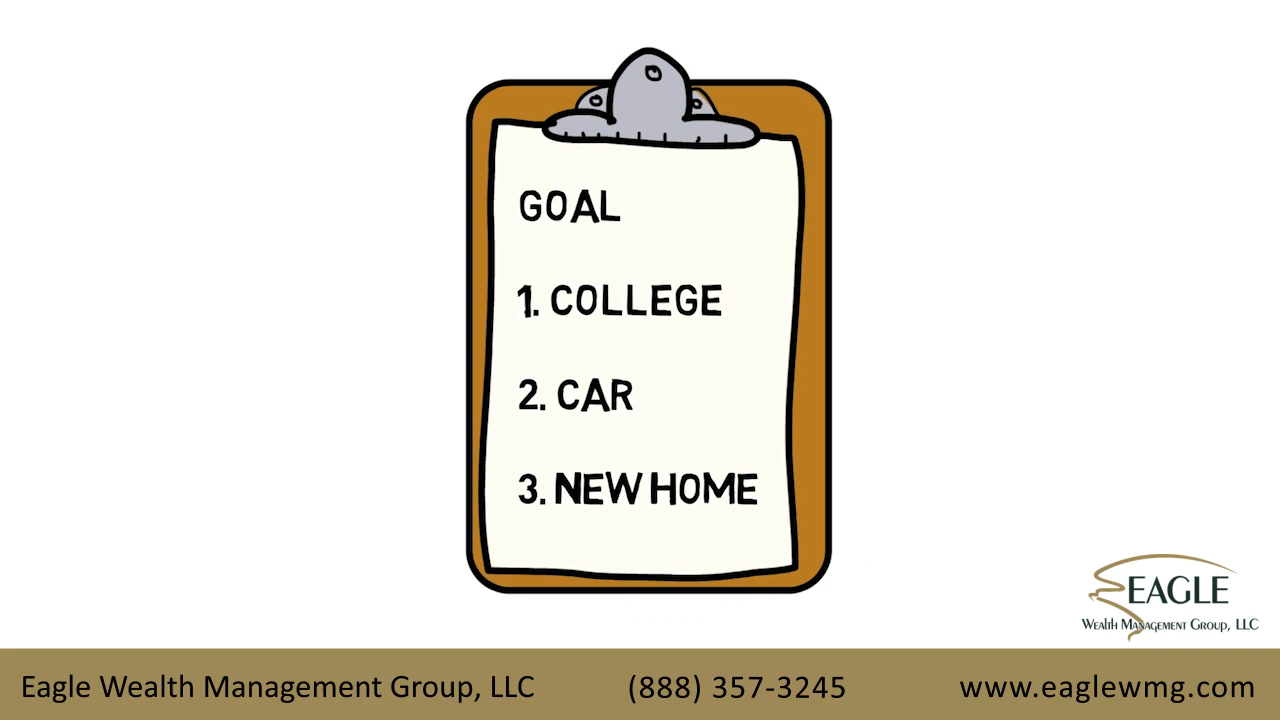 GOAL
1. COLLEGE
2. CAR
3. NEW HOME
EAGLE
WEALTH MANAGEMENT GROUP, LLC
Eagle Wealth Management Group, LLC
(888) 357-3245
www.eaglewmg.com